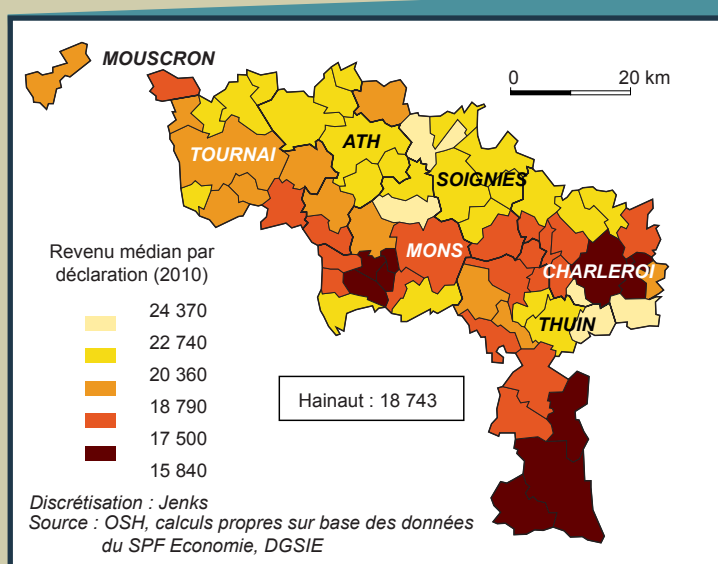 MOUSCRON
0 20 km
ATH
TOURNAI
SOIGNIES
Revenu médian par
déclaration (2010)
MONS
CHARLEROI
24 370
22 740
THUIN
20 360
18 790
Hainaut : 18 743
17 500
15 840
Discrétisation : Jenks
Source : OSH, calculs propres sur base des données
du SPF Economie, DGSIE